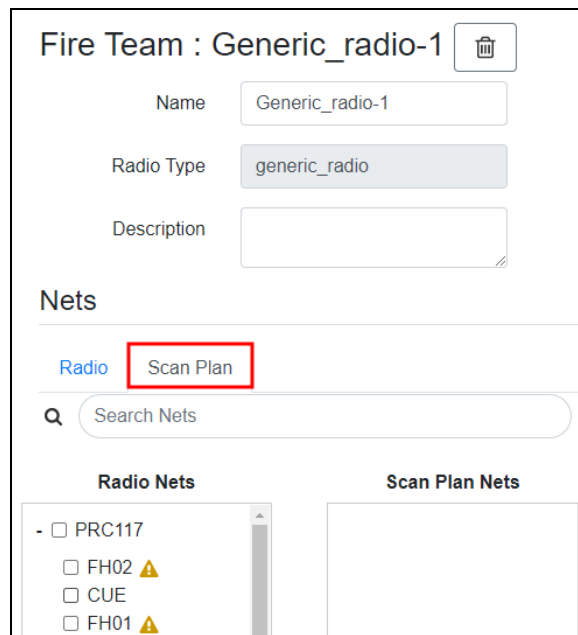 Fire Team : Generic_radio-1
Name Generic_radio-1
Radio Type generic_radio
Description
Nets
Radio Scan Plan
Search Nets
Radio Nets Scan Plan Nets
- PRC117
FH02
CUE
FH01